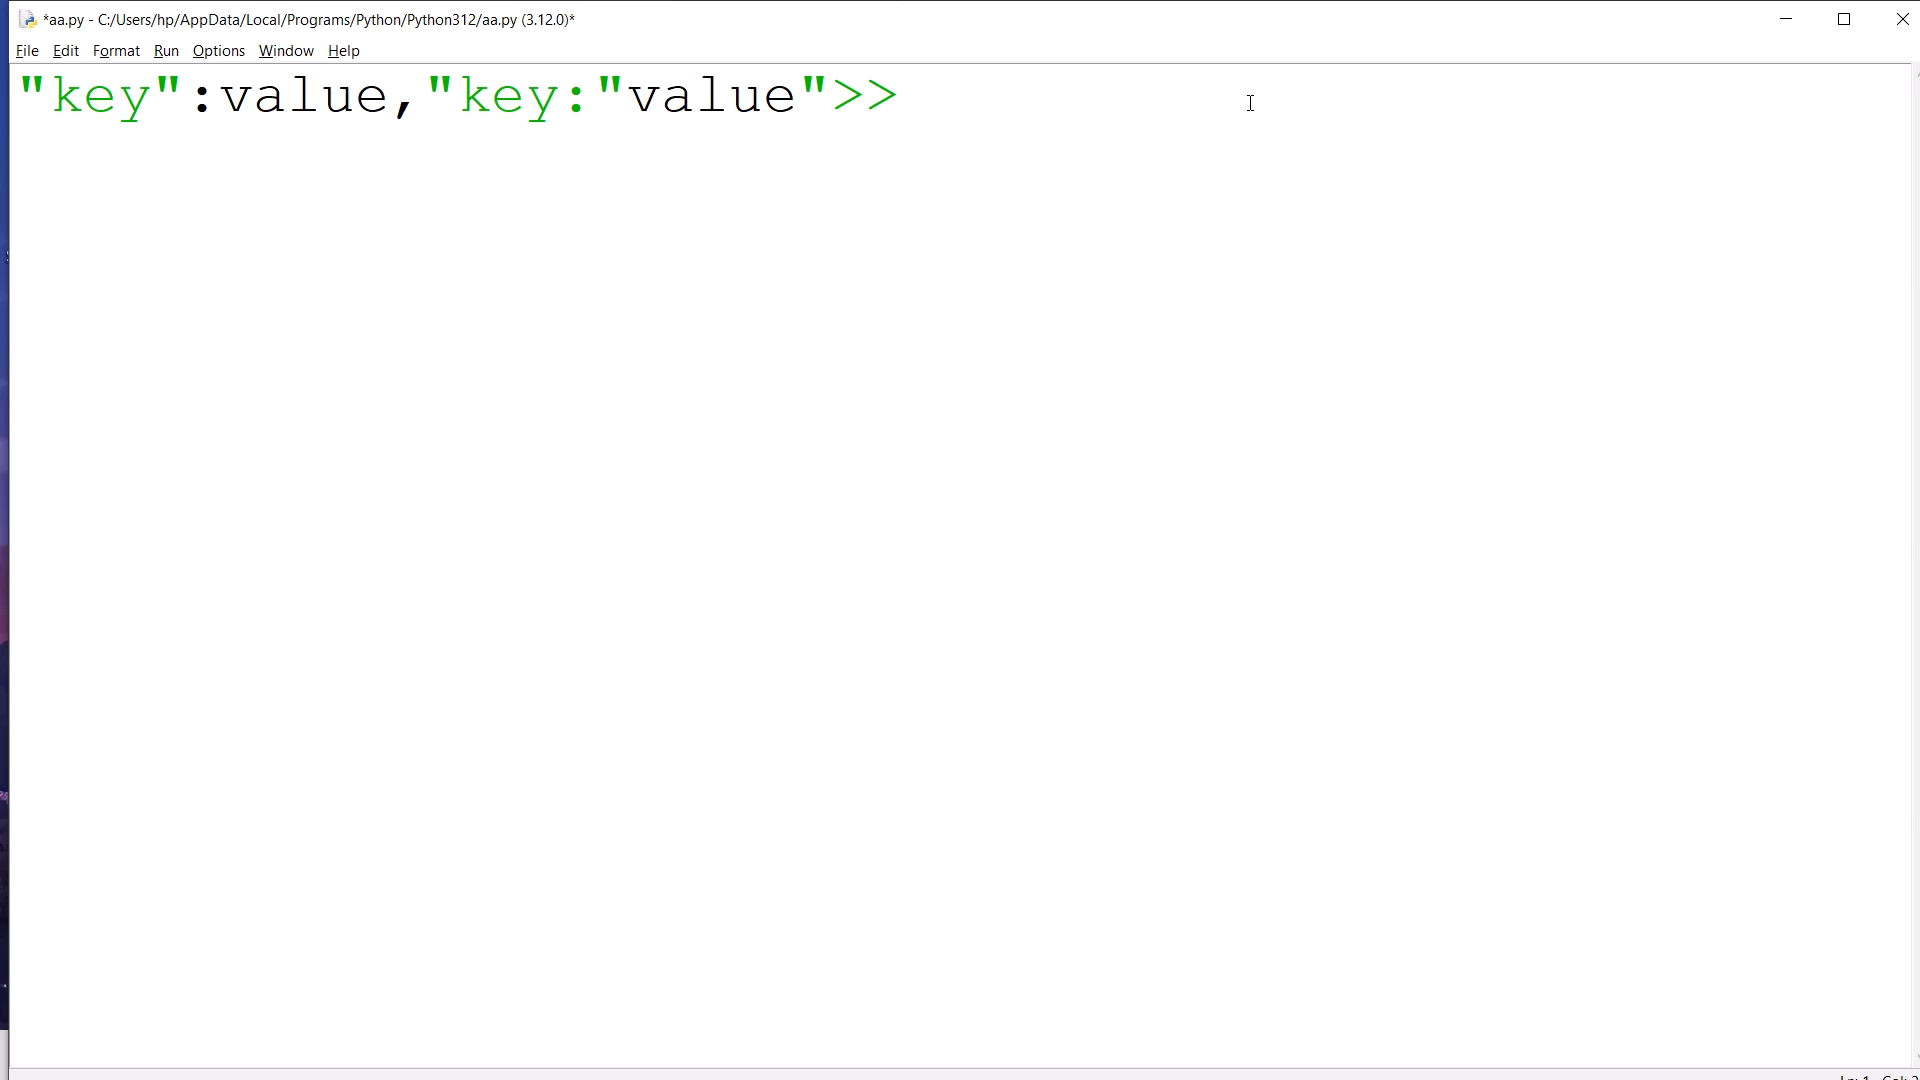 *aa.py - C:/Users/hp/AppData/Local/Programs/Python/Python312/aa.py (3.12.0)*
File Edit Format Run Options Window Help
"key":value,"key:"value">>